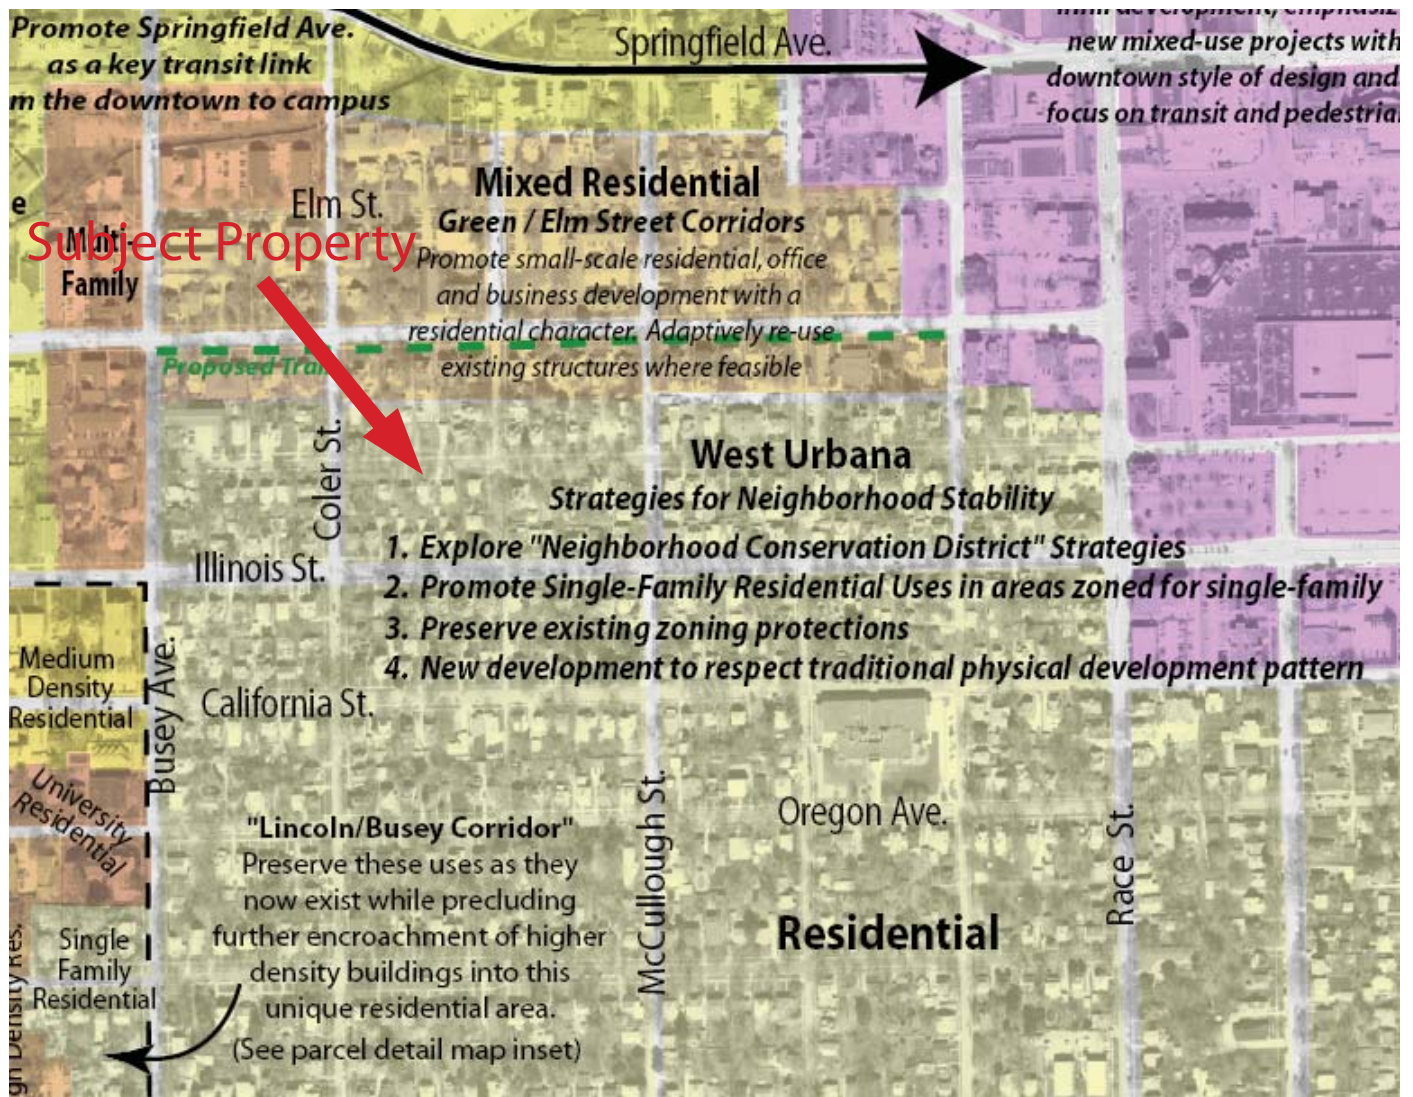 Promote Springfield Ave.
as a key transit link
m the downtown to campus
Springfield Ave.
new mixed-use projects with
downtown style of design and
focus on transit and pedestria
Elm St.
Mixed Residential
Green / Elm Street Corridors
Promote small-scale residential, office
and business development with a
residential character. Adaptively re-use
existing structures where feasible
e
Subject Property
Multi-
Family
Proposed Trail
Coler St.
West Urbana
Strategies for Neighborhood Stability
1. Explore "Neighborhood Conservation District" Strategies
2. Promote Single-Family Residential Uses in areas zoned for single-family
3. Preserve existing zoning protections
4. New development to respect traditional physical development pattern
Illinois St.
Medium
Density
Residential
Busey Ave.
California St.
University
Residential
McCullough St.
Oregon Ave.
Race St.
"Lincoln/Busey Corridor"
Preserve these uses as they
now exist while precluding
further encroachment of higher
density buildings into this
unique residential area.
(See parcel detail map inset)
Residential
Single
Family
Residential
gh Density Res.